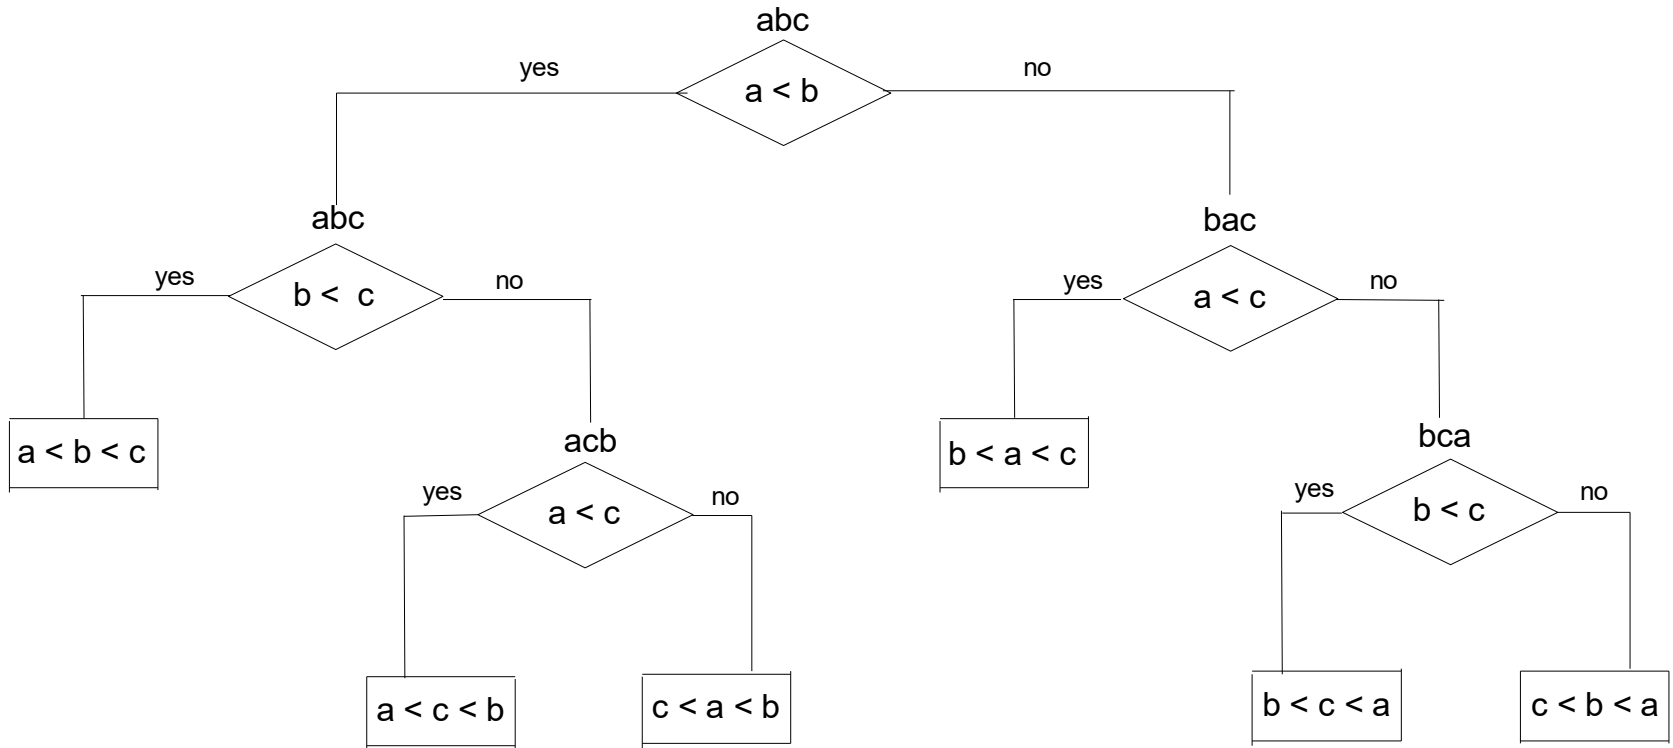 abc
yes
a < b
no
abc
yes
b < c
no
bac
yes
a < c
no
a < b < c
acb
yes
a < c
no
b < a < c
bca
yes
b < c
no
a < c < b
c < a < b
b < c < a
c < b < a